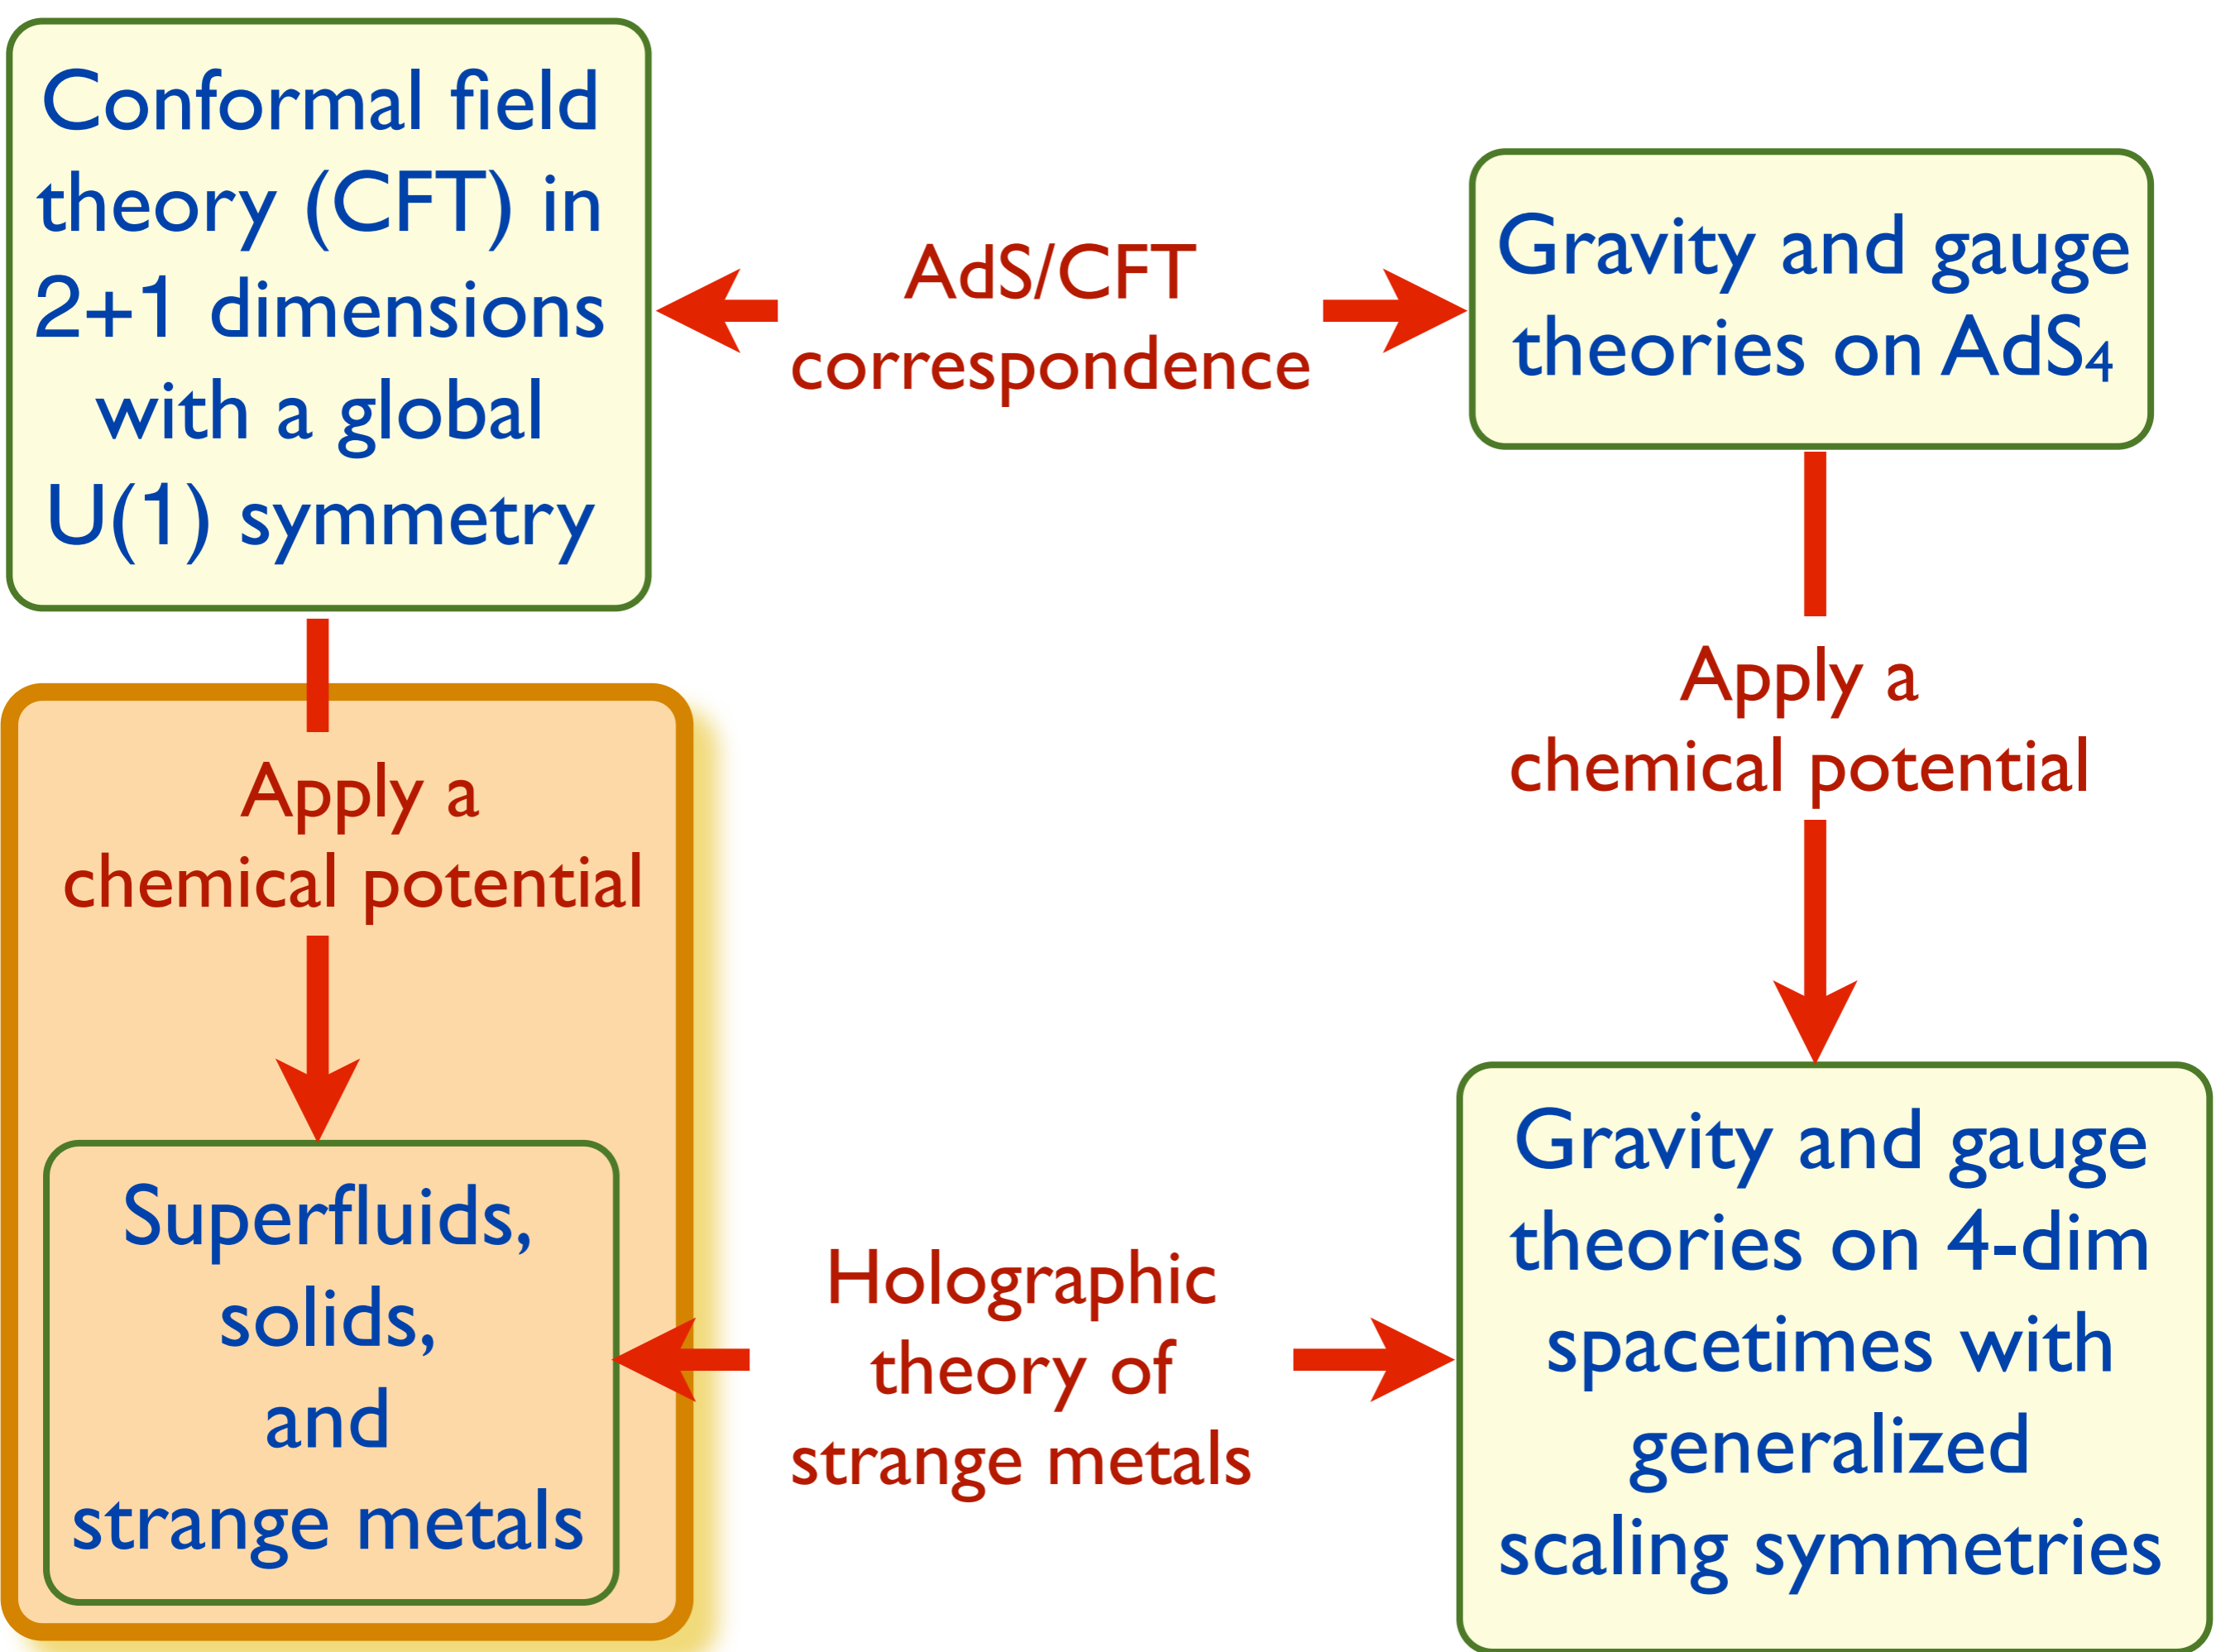 Conformal field
theory (CFT) in
2+1 dimensions
with a global
U(1) symmetry
AdS/CFT
correspondence
Gravity and gauge
theories on AdS₄
Apply a
chemical potential
Apply a
chemical potential
Superfluids,
solids,
and
strange metals
Holographic
theory of
strange metals
Gravity and gauge
theories on 4-dim
spacetimes with
generalized
scaling symmetries